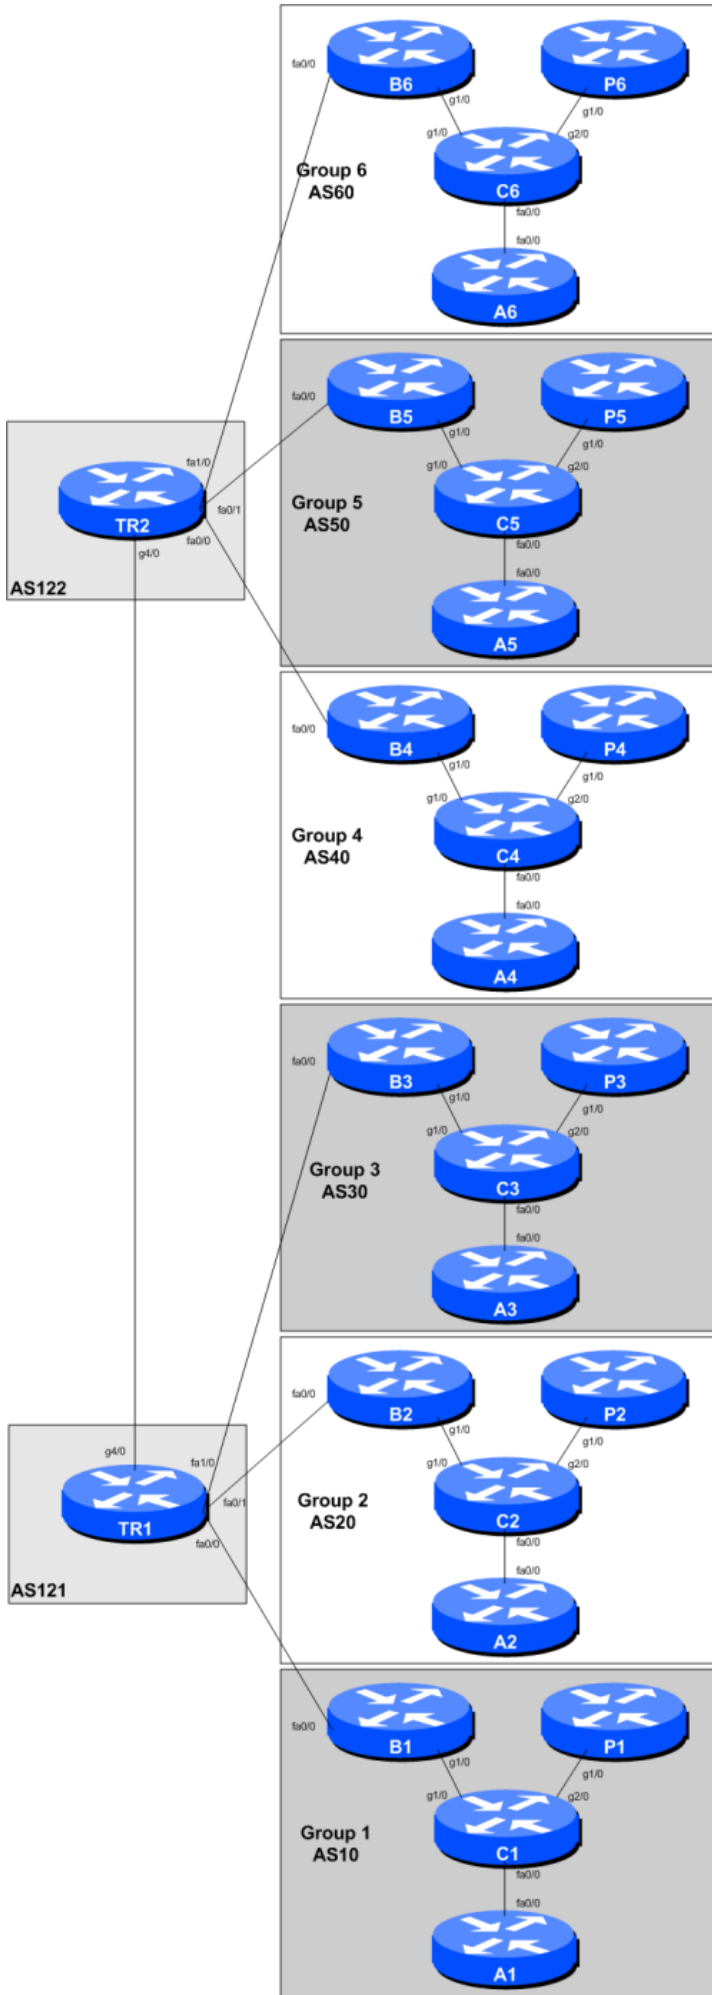 fa0/0
B6
P6
g1/0
g1/0
g1/0
g2/0
Group 6
AS60
C6
fa0/0
fa0/0
A6
fa0/0
B5
P5
g1/0
g1/0
g1/0
g2/0
Group 5
AS50
C5
fa0/0
fa0/0
A5
fa1/0
fa0/1
TR2
fa0/0
g4/0
AS122
fa0/0
B4
P4
g1/0
g1/0
g1/0
g2/0
Group 4
AS40
C4
fa0/0
fa0/0
A4
fa0/0
B3
P3
g1/0
g1/0
g1/0
g2/0
Group 3
AS30
C3
fa0/0
fa0/0
A3
fa0/0
B2
P2
g1/0
g1/0
g1/0
g2/0
Group 2
AS20
C2
fa0/0
fa0/0
A2
g4/0
fa1/0
fa0/1
TR1
fa0/0
AS121
fa0/0
B1
P1
g1/0
g1/0
g1/0
g2/0
Group 1
AS10
C1
fa0/0
fa0/0
A1